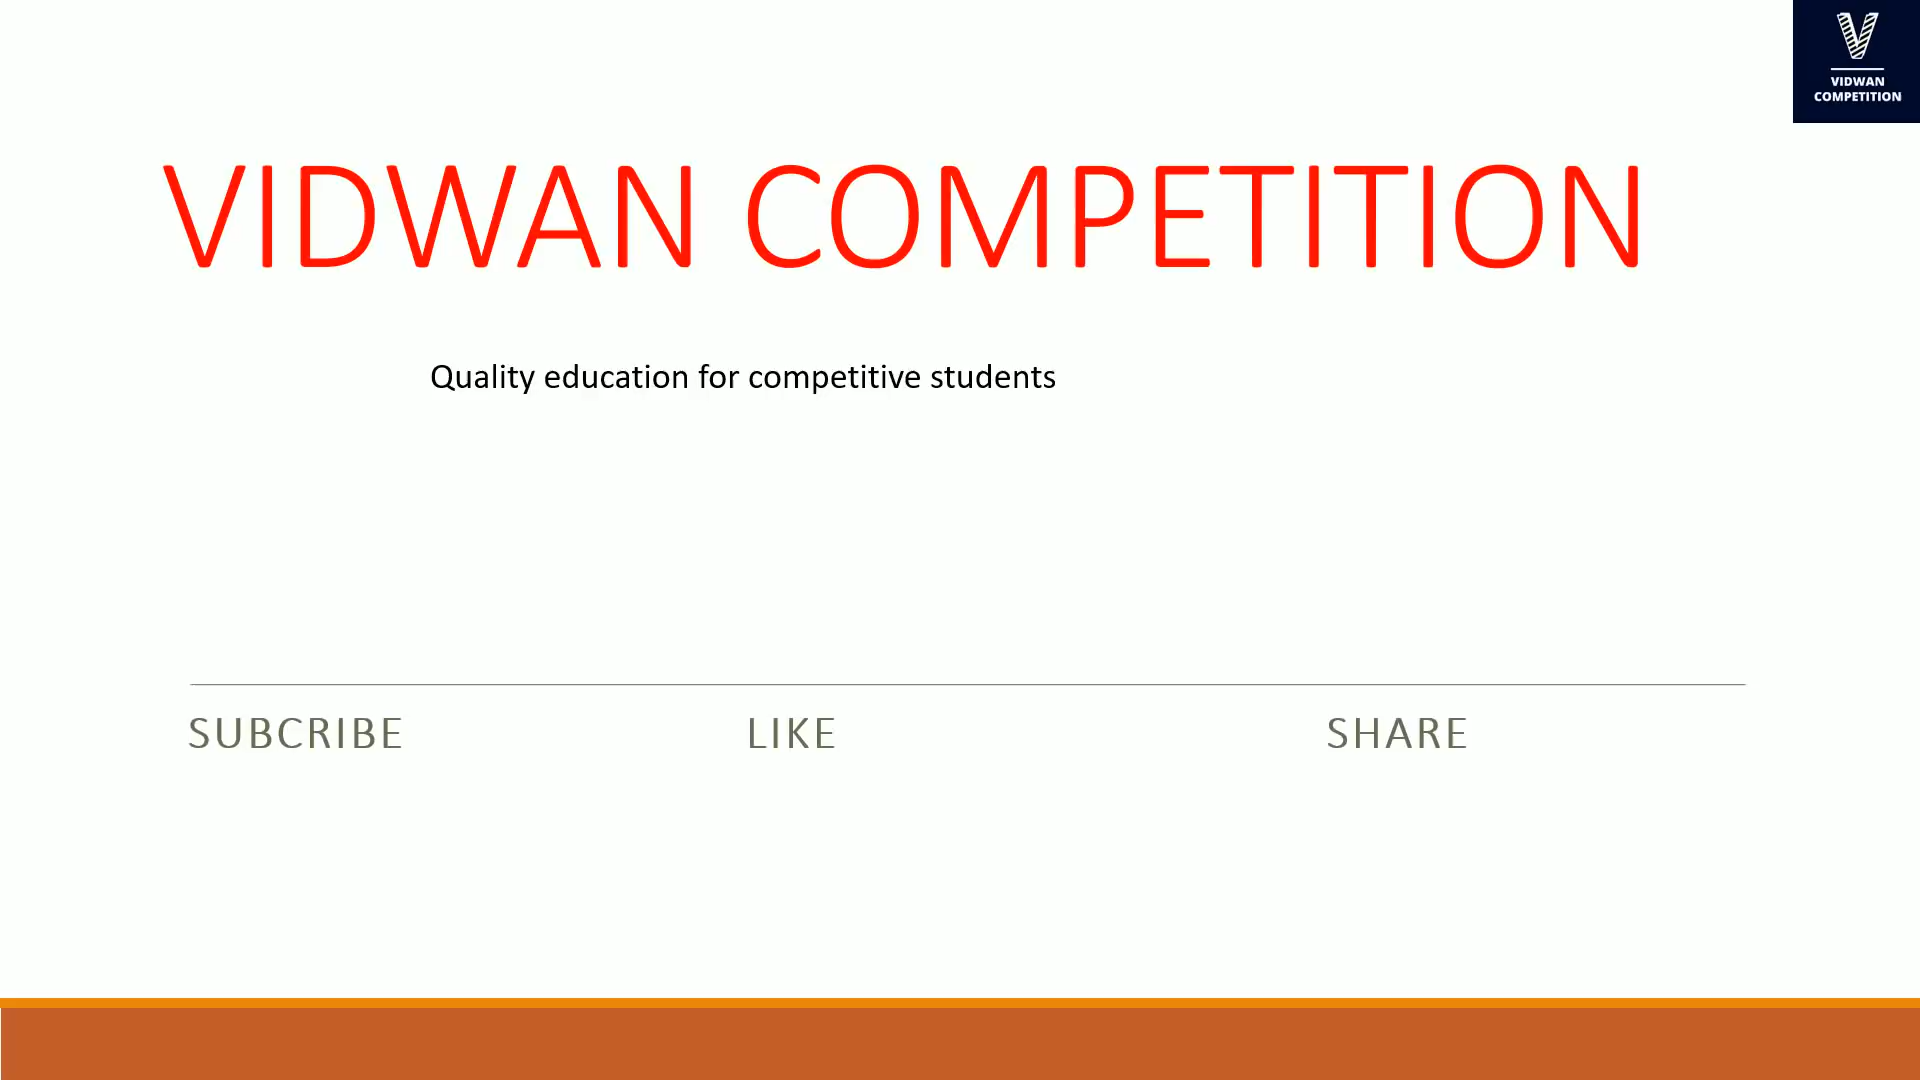 VIDWAN
COMPETITION
VIDWAN COMPETITION
Quality education for competitive students
SUBCRIBE LIKE SHARE